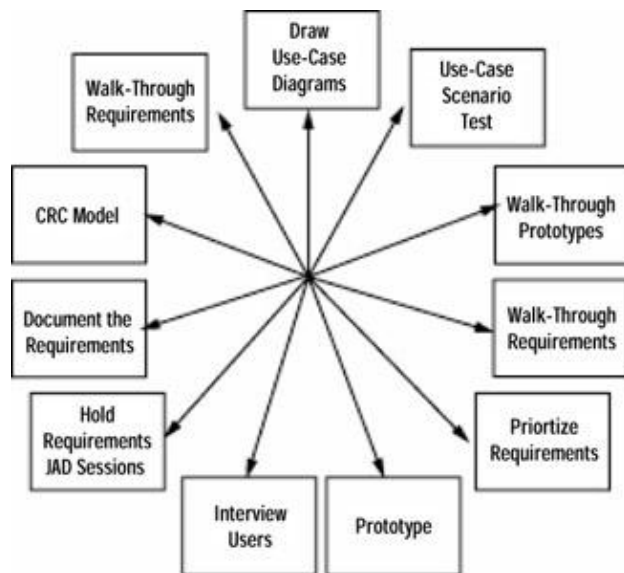 Draw
Use-Case
Diagrams
Use-Case
Scenario
Test
Walk-Through
Requirements
CRC Model
Walk-Through
Prototypes
Document the
Requirements
Walk-Through
Requirements
Hold
Requirements
JAD Sessions
Priortize
Requirements
Interview
Users
Prototype